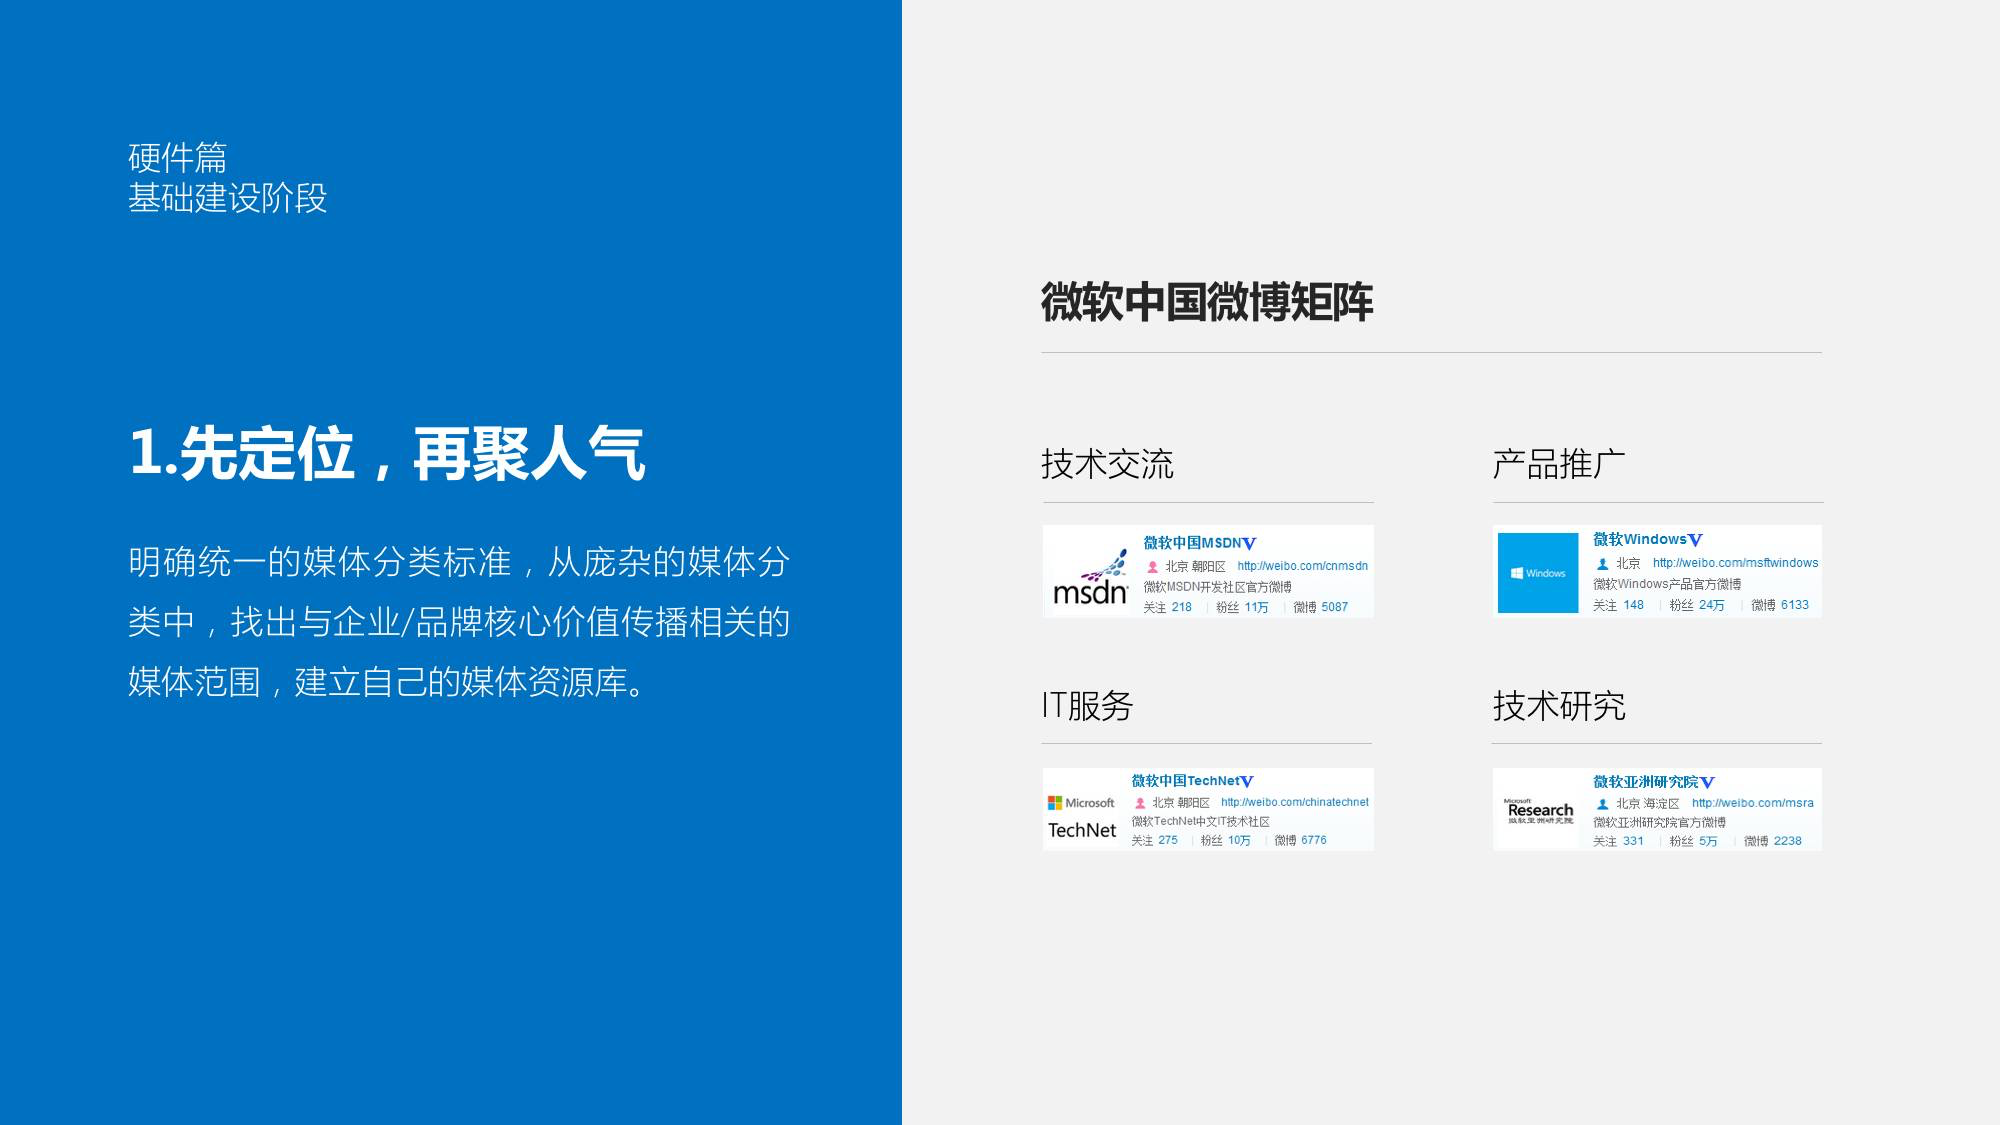 硬件篇
基础建设阶段
1.先定位，再聚人气
明确统一的媒体分类标准，从庞杂的媒体分
类中，找出与企业/品牌核心价值传播相关的
媒体范围，建立自己的媒体资源库。
微软中国微博矩阵
技术交流
msdn
微软中国MSDN V
北京 朝阳区 http://weibo.com/cnmsdn
微软MSDN开发社区官方微博
关注 218 | 粉丝 11万 | 微博 5087
产品推广
Windows
微软Windows V
北京 http://weibo.com/msftwindows
微软Windows产品官方微博
关注 148 | 粉丝 24万 | 微博 6133
IT服务
Microsoft
TechNet
微软中国TechNet V
北京 朝阳区 http://weibo.com/chinatechnet
微软TechNet中文IT技术社区
关注 275 | 粉丝 10万 | 微博 6776
技术研究
Microsoft
Research
微软亚洲研究院
微软亚洲研究院 V
北京 海淀区 http://weibo.com/msra
微软亚洲研究院官方微博
关注 331 | 粉丝 5万 | 微博 2238